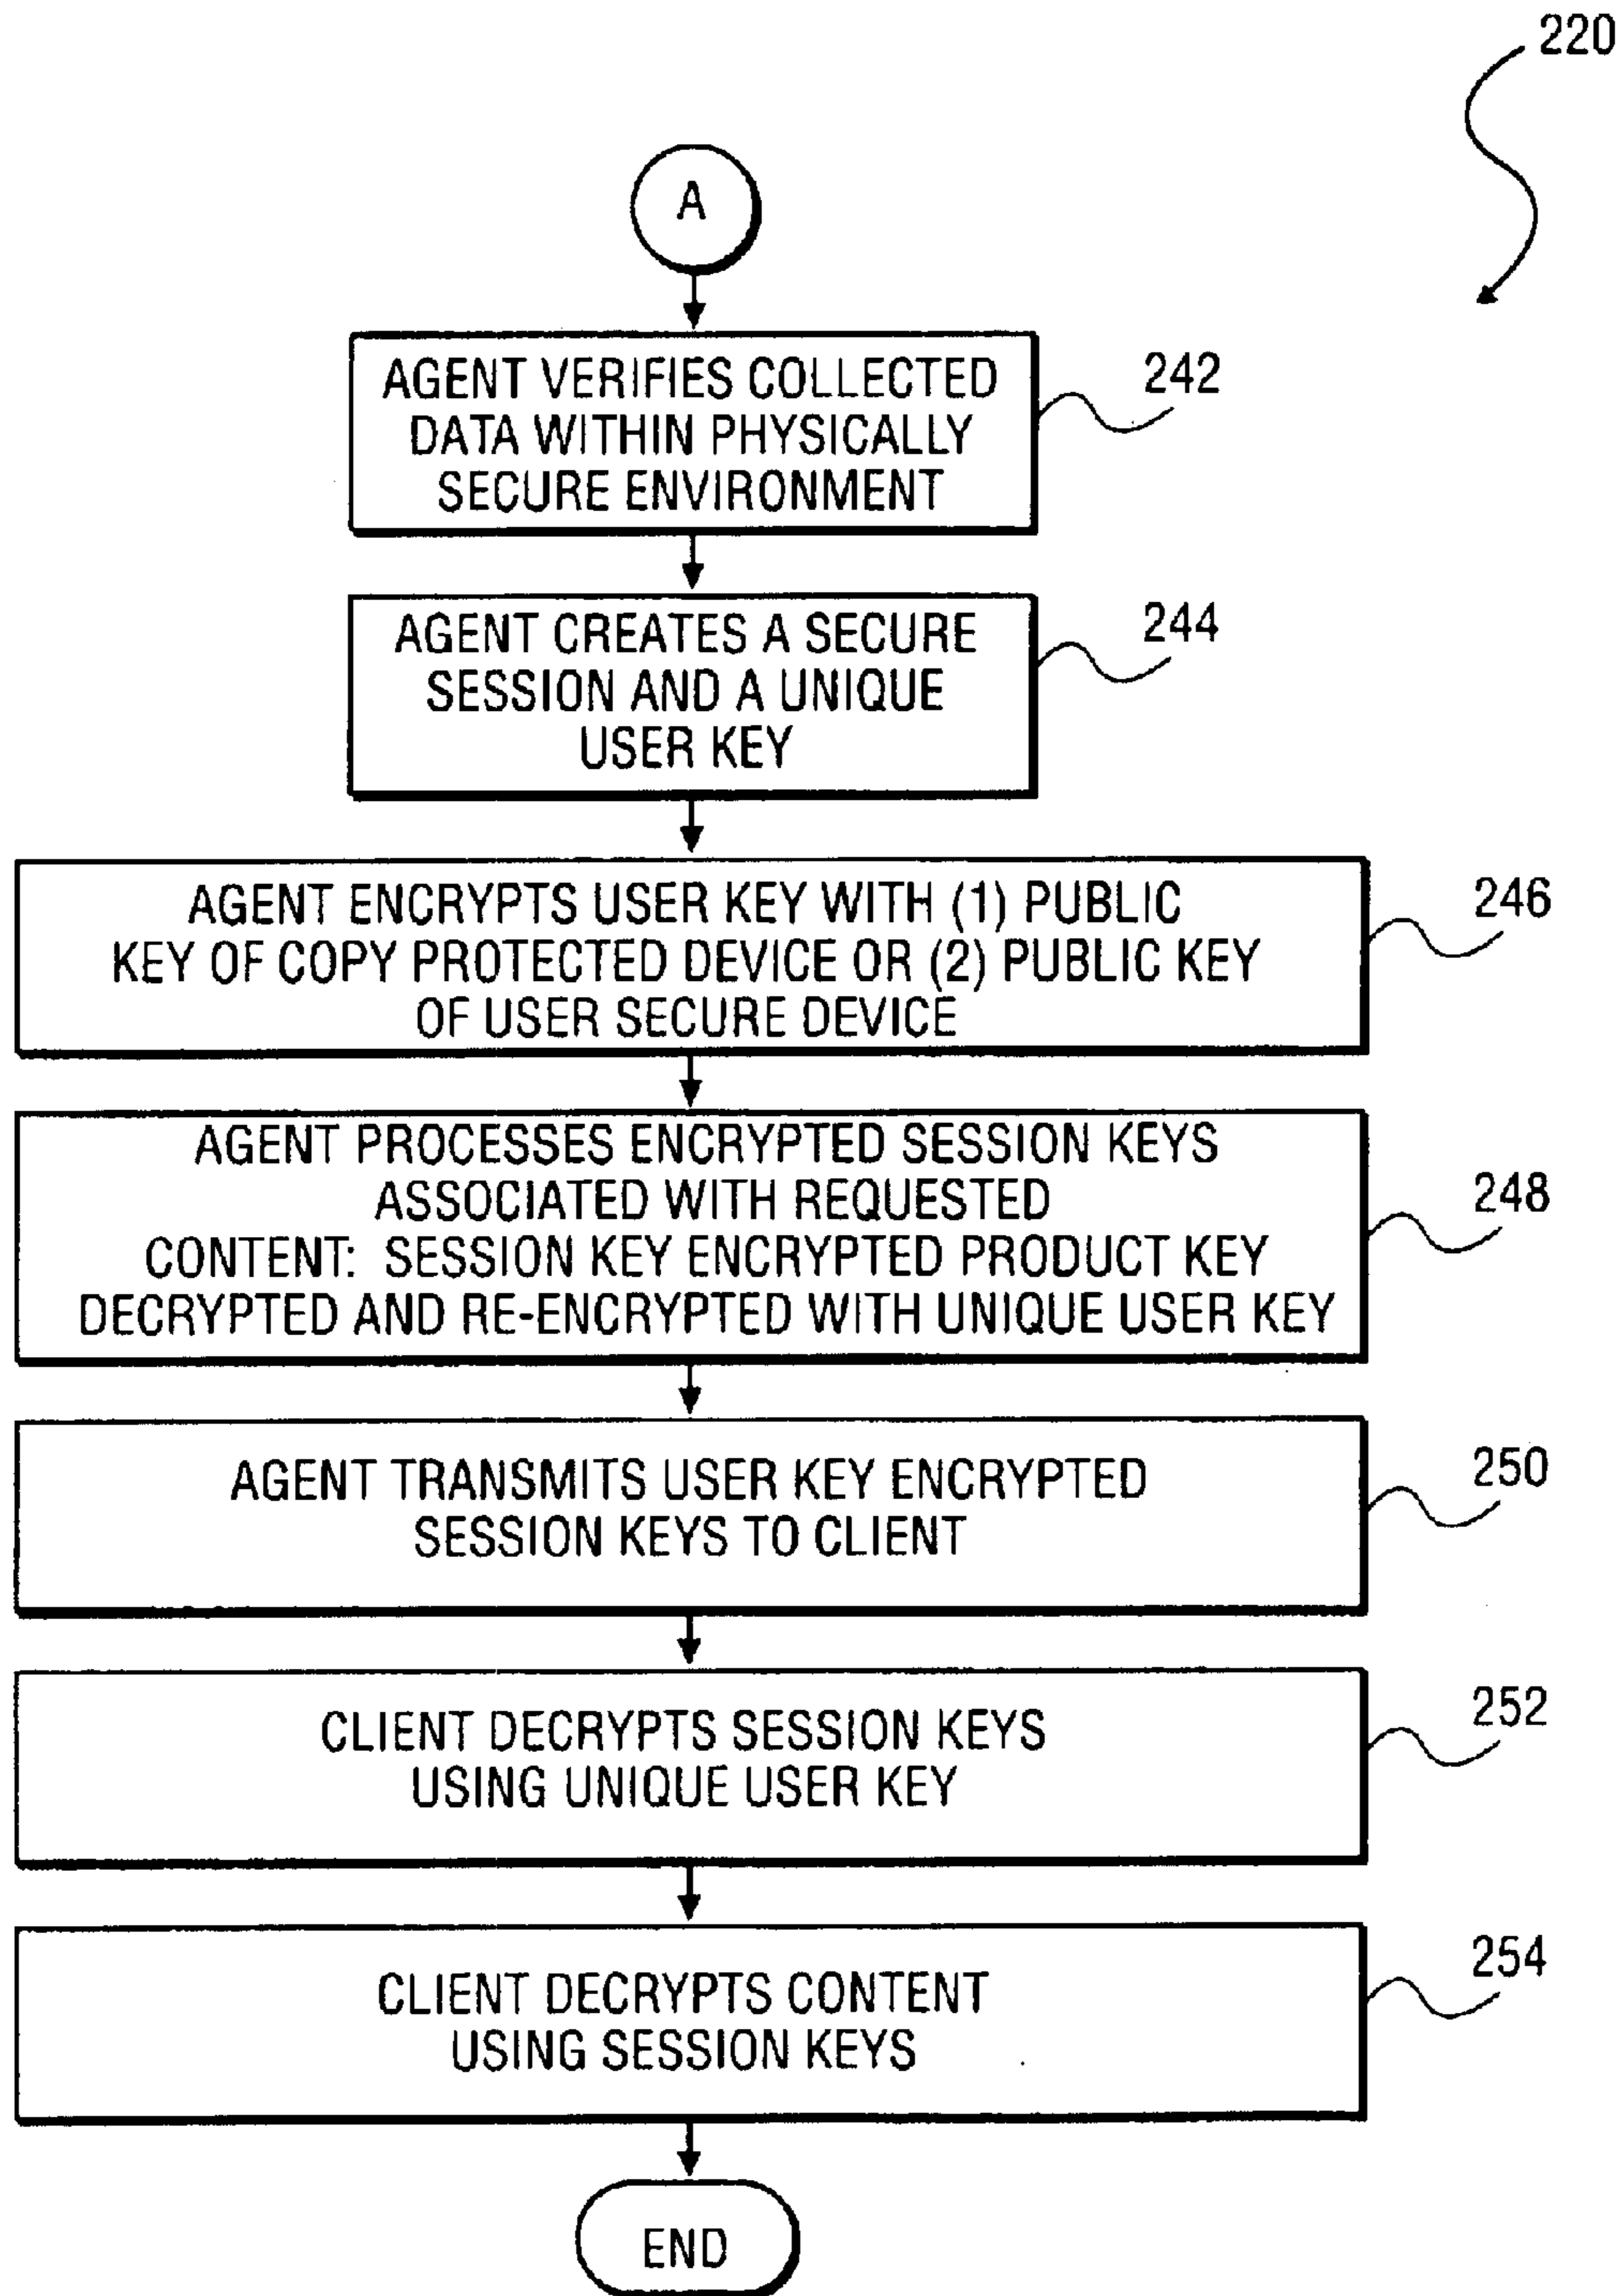 220
A
AGENT VERIFIES COLLECTED
DATA WITHIN PHYSICALLY
SECURE ENVIRONMENT
242
AGENT CREATES A SECURE
SESSION AND A UNIQUE
USER KEY
244
AGENT ENCRYPTS USER KEY WITH (1) PUBLIC
KEY OF COPY PROTECTED DEVICE OR (2) PUBLIC KEY
OF USER SECURE DEVICE
246
AGENT PROCESSES ENCRYPTED SESSION KEYS
ASSOCIATED WITH REQUESTED
CONTENT: SESSION KEY ENCRYPTED PRODUCT KEY
DECRYPTED AND RE-ENCRYPTED WITH UNIQUE USER KEY
248
AGENT TRANSMITS USER KEY ENCRYPTED
SESSION KEYS TO CLIENT
250
CLIENT DECRYPTS SESSION KEYS
USING UNIQUE USER KEY
252
CLIENT DECRYPTS CONTENT
USING SESSION KEYS
254
END